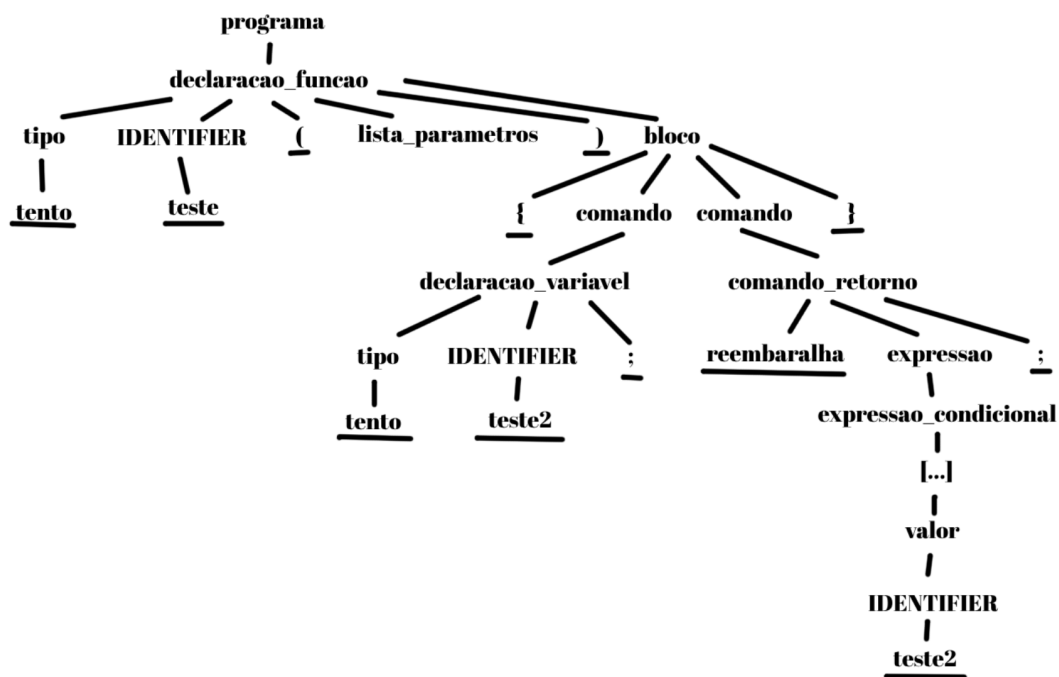 programa
declaracao_funcao
tipo IDENTIFIER ( lista_parametros ) bloco
tento teste { comando comando }
declaracao_variavel comando_retorno
tipo IDENTIFIER ; reembaralha expressao ;
tento teste2 expressao_condicional
[...]
valor
IDENTIFIER
teste2